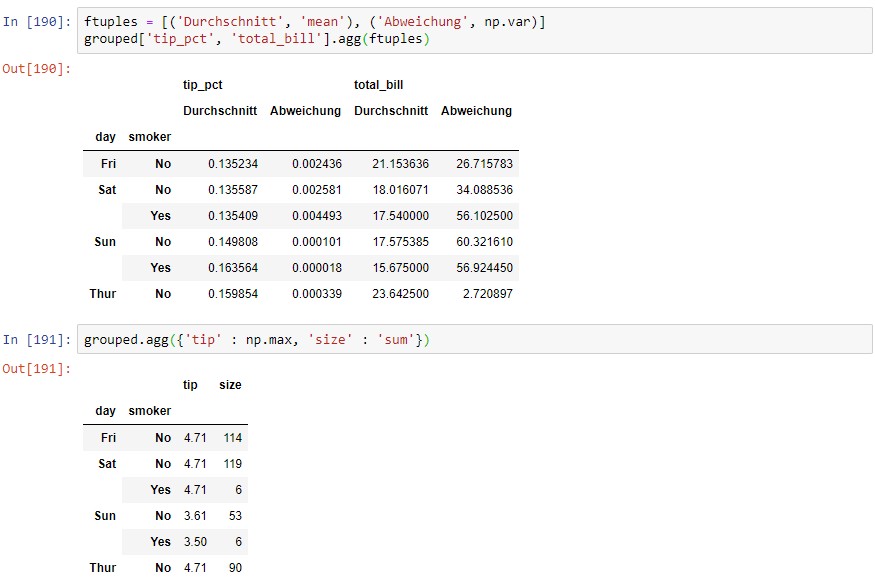 In [190]: ftuples = [('Durchschnitt', 'mean'), ('Abweichung', np.var)]
grouped['tip_pct', 'total_bill'].agg(ftuples)
Out[190]:
tip_pct total_bill
Durchschnitt Abweichung Durchschnitt Abweichung
day smoker
Fri No 0.135234 0.002436 21.153636 26.715783
Sat No 0.135587 0.002581 18.016071 34.088536
Yes 0.135409 0.004493 17.540000 56.102500
Sun No 0.149808 0.000101 17.575385 60.321610
Yes 0.163564 0.000018 15.675000 56.924450
Thur No 0.159854 0.000339 23.642500 2.720897
In [191]: grouped.agg({'tip' : np.max, 'size' : 'sum'})
Out[191]:
tip size
day smoker
Fri No 4.71 114
Sat No 4.71 119
Yes 4.71 6
Sun No 3.61 53
Yes 3.50 6
Thur No 4.71 90